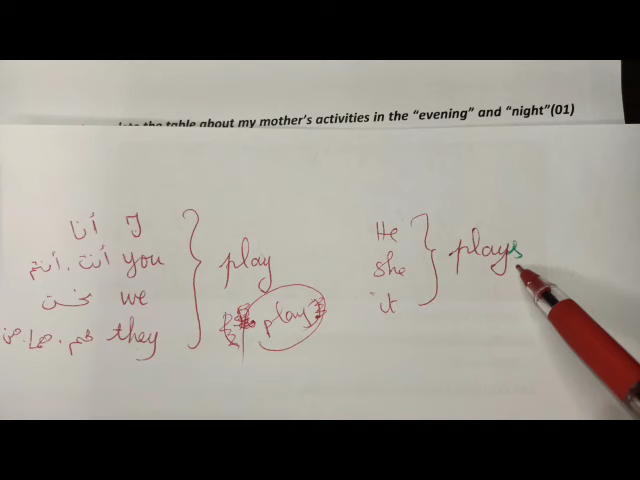 the table about my mother's activities in the "evening" and "night"(01)
أنا I
أنت . أنتم you
نحن we
هم . هما . هن they
play
play
He
she
it
plays